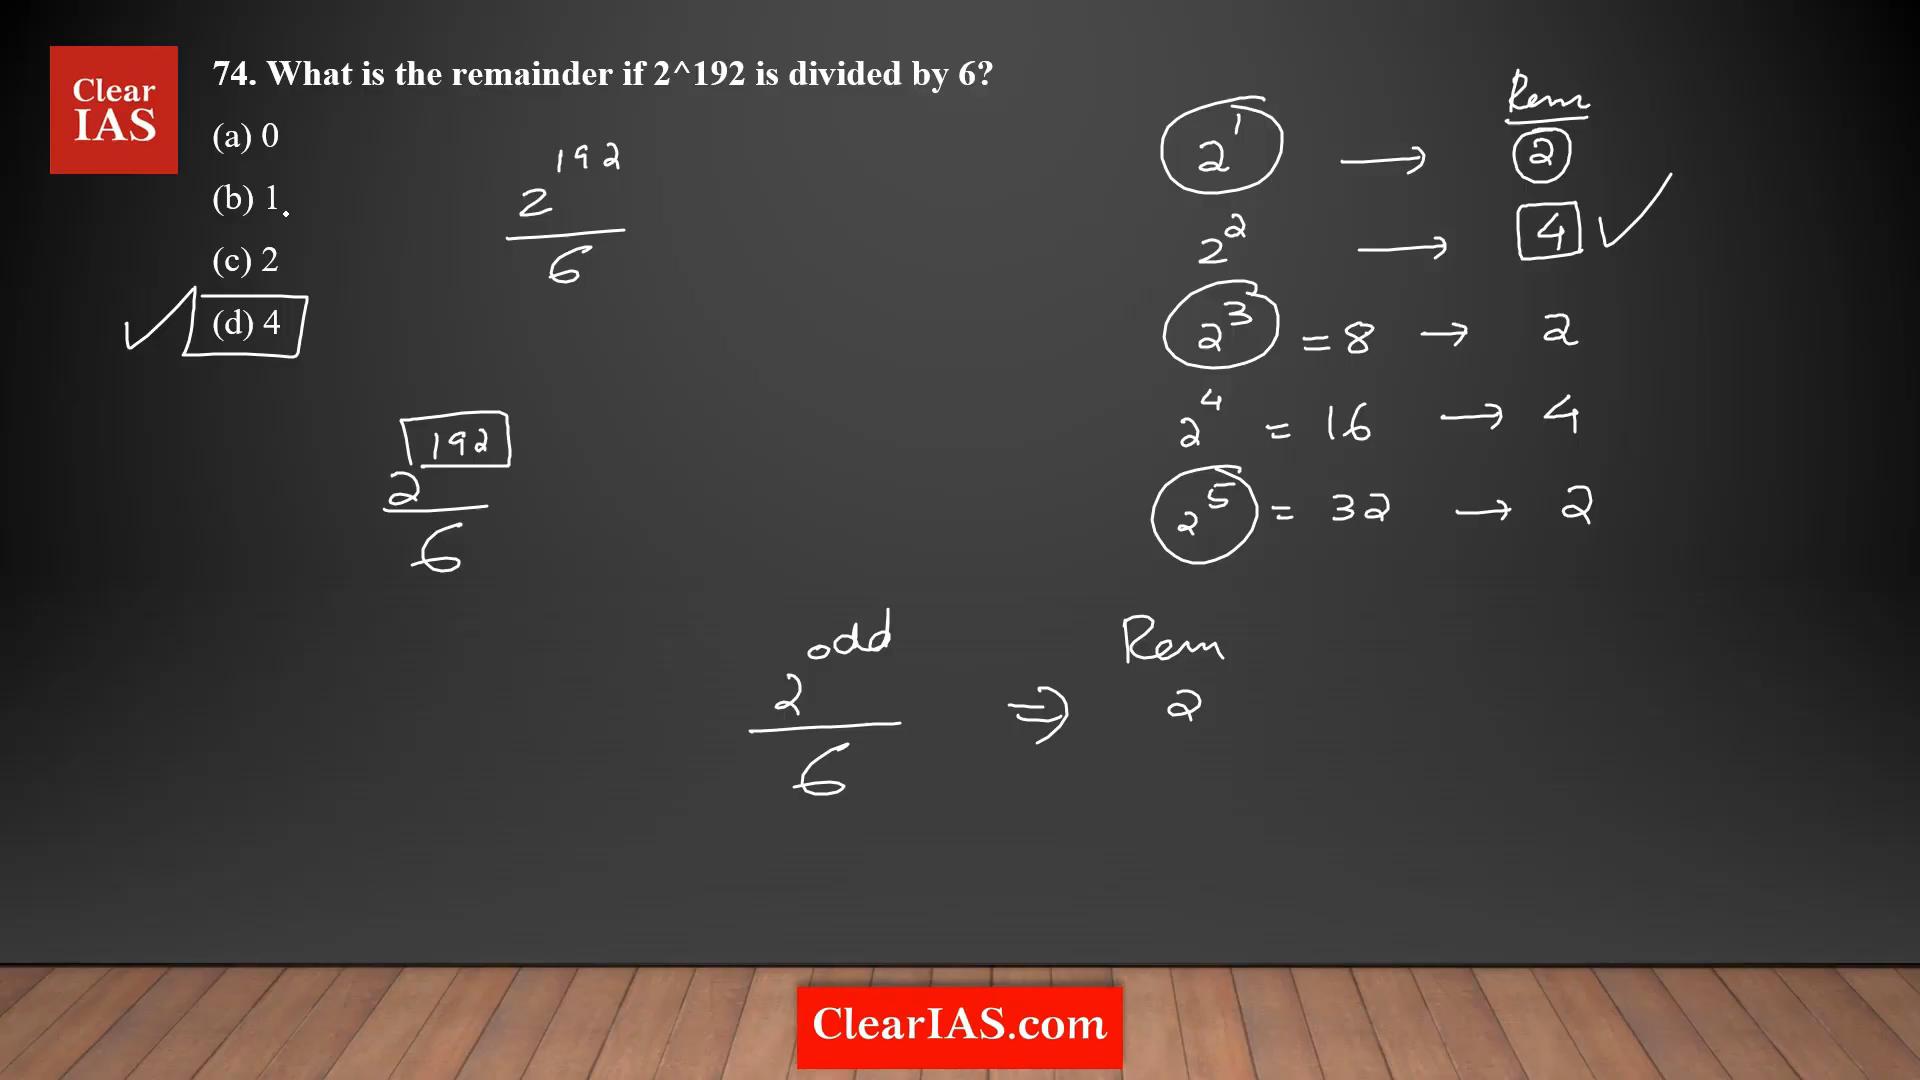 Clear
IAS
74. What is the remainder if 2^192 is divided by 6?
(a) 0
(b) 1
(c) 2
(d) 4
2^192
6
2^192
6
Rem
2^1 → 2
2^2 → 4
2^3 = 8 → 2
2^4 = 16 → 4
2^5 = 32 → 2
2^odd
6
⇒ Rem
2
ClearIAS.com